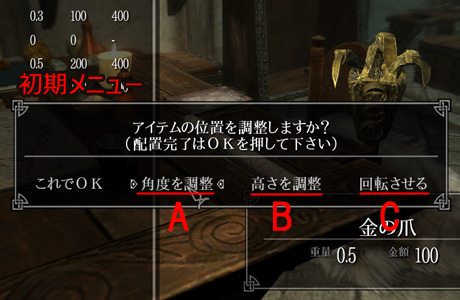 0.3 100 400
0 0 -
0.5 200 400
初期メニュー
アイテムの位置を調整しますか？
（配置完了はＯＫを押して下さい）
これでＯＫ 角度を調整 高さを調整 回転させる
A B C
金の爪
重量 0.5 金額 100